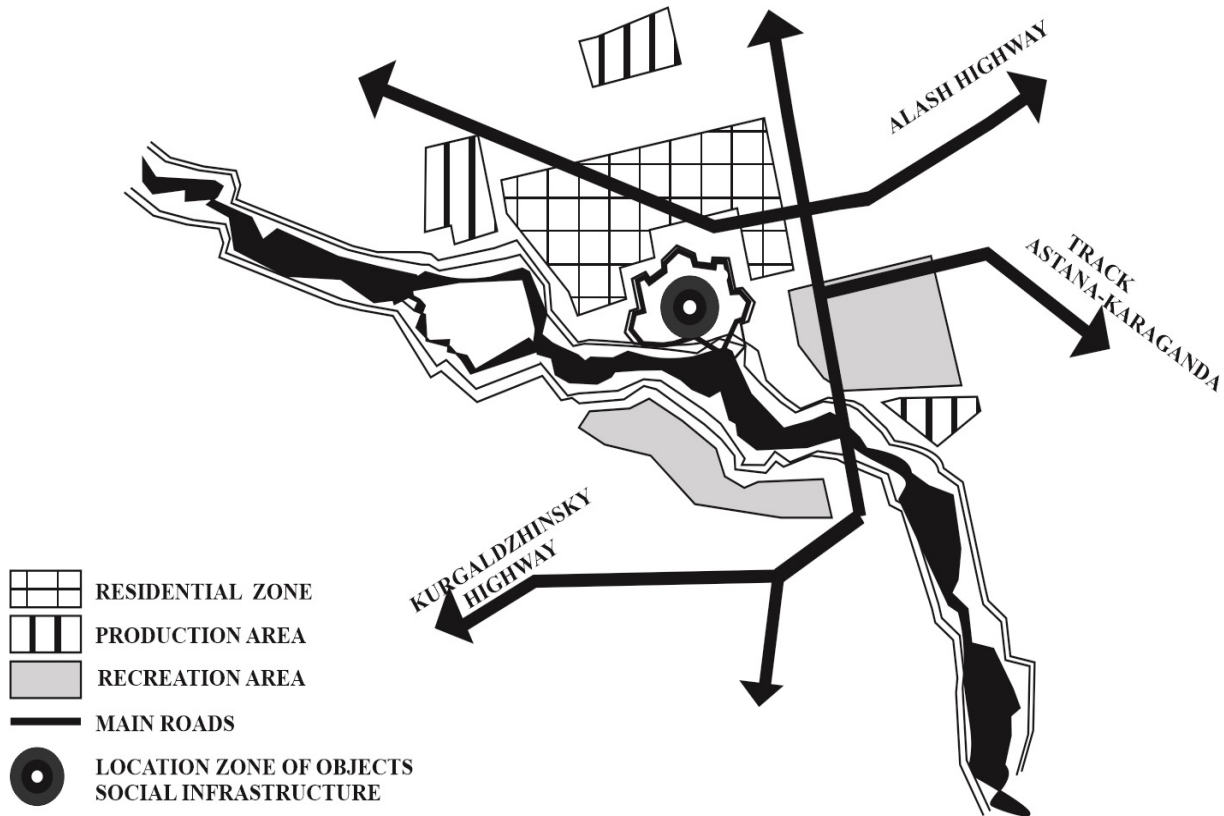 ALASH HIGHWAY
TRACK
ASTANA-KARAGANDA
KURGALDZHINSKY
HIGHWAY
RESIDENTIAL ZONE
PRODUCTION AREA
RECREATION AREA
MAIN ROADS
LOCATION ZONE OF OBJECTS
SOCIAL INFRASTRUCTURE